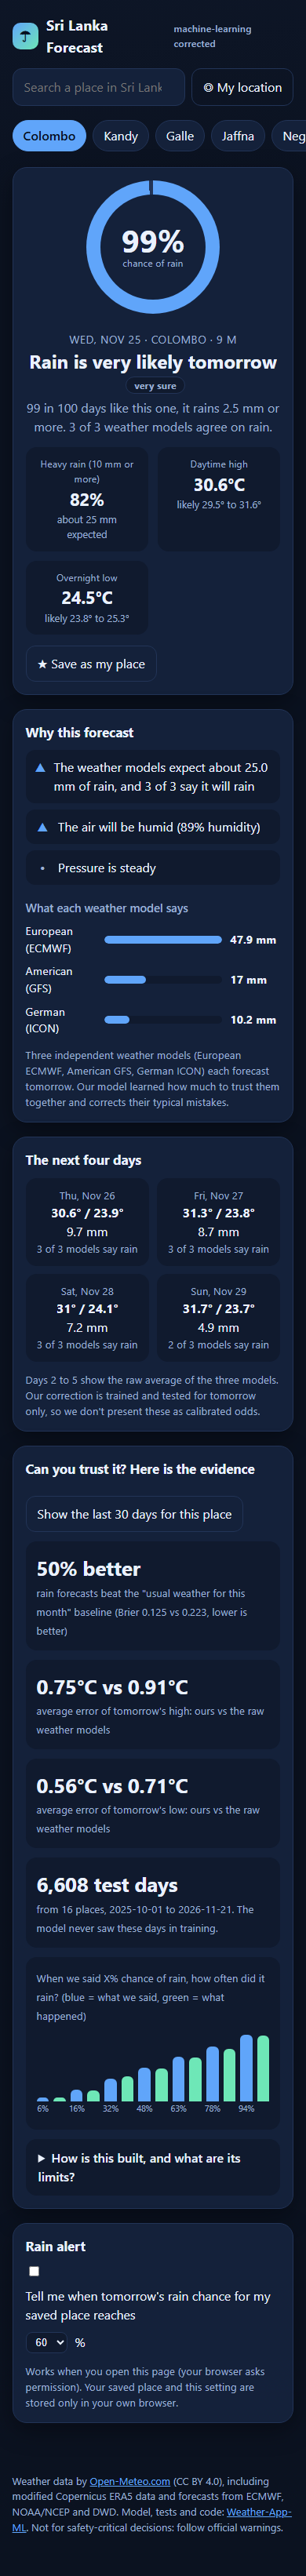 Sri Lanka
Forecast
machine-learning
corrected
Search a place in Sri Lank
◎ My location
Colombo
Kandy
Galle
Jaffna
Neg
99%
chance of rain
WED, NOV 25 · COLOMBO · 9 M
Rain is very likely tomorrow
very sure
99 in 100 days like this one, it rains 2.5 mm or
more. 3 of 3 weather models agree on rain.
Heavy rain (10 mm or
more)
82%
about 25 mm
expected
Daytime high
30.6°C
likely 29.5° to 31.6°
Overnight low
24.5°C
likely 23.8° to 25.3°
★ Save as my place
Why this forecast
▲ The weather models expect about 25.0
mm of rain, and 3 of 3 say it will rain
▲ The air will be humid (89% humidity)
• Pressure is steady
What each weather model says
European
(ECMWF)
47.9 mm
American
(GFS)
17 mm
German
(ICON)
10.2 mm
Three independent weather models (European
ECMWF, American GFS, German ICON) each forecast
tomorrow. Our model learned how much to trust them
together and corrects their typical mistakes.
The next four days
Thu, Nov 26
30.6° / 23.9°
9.7 mm
3 of 3 models say rain
Fri, Nov 27
31.3° / 23.8°
8.7 mm
3 of 3 models say rain
Sat, Nov 28
31° / 24.1°
7.2 mm
3 of 3 models say rain
Sun, Nov 29
31.7° / 23.7°
4.9 mm
2 of 3 models say rain
Days 2 to 5 show the raw average of the three models.
Our correction is trained and tested for tomorrow
only, so we don't present these as calibrated odds.
Can you trust it? Here is the evidence
Show the last 30 days for this place
50% better
rain forecasts beat the "usual weather for this
month" baseline (Brier 0.125 vs 0.223, lower is
better)
0.75°C vs 0.91°C
average error of tomorrow's high: ours vs the raw
weather models
0.56°C vs 0.71°C
average error of tomorrow's low: ours vs the raw
weather models
6,608 test days
from 16 places, 2025-10-01 to 2026-11-21. The
model never saw these days in training.
When we said X% chance of rain, how often did it
rain? (blue = what we said, green = what
happened)
6%
16%
32%
48%
63%
78%
94%
▶ How is this built, and what are its
limits?
Rain alert
Tell me when tomorrow's rain chance for my
saved place reaches
60 %
Works when you open this page (your browser asks
permission). Your saved place and this setting are
stored only in your own browser.
Weather data by Open-Meteo.com (CC BY 4.0), including
modified Copernicus ERA5 data and forecasts from ECMWF,
NOAA/NCEP and DWD. Model, tests and code: Weather-App-
ML. Not for safety-critical decisions: follow official warnings.